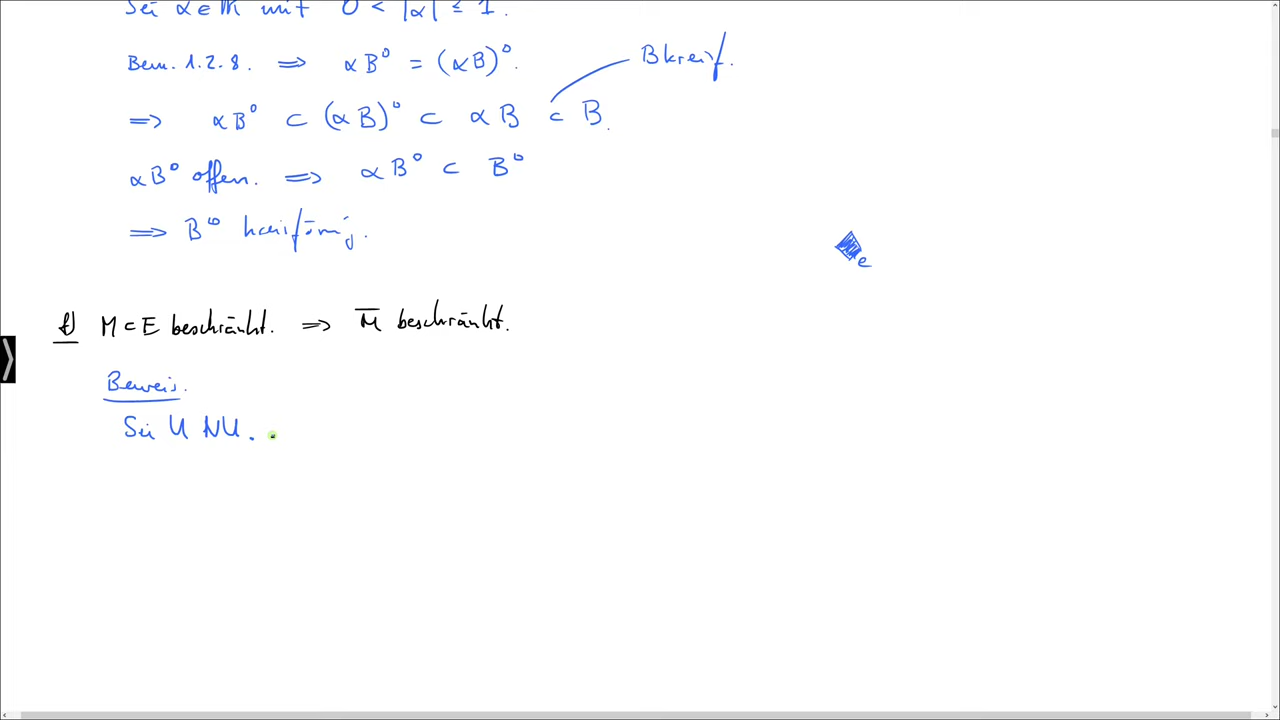 Sei α ∈ K mit 0 < |α| ≤ 1.
Bem. 1.2.8. ⟹ αB° = (αB)°. B kreisf.
⟹ αB° ⊂ (αB)° ⊂ αB ⊂ B.
αB° offen. ⟹ αB° ⊂ B°
⟹ B° kreisförmig.
e
f) M ⊂ E beschränkt. ⟹ M̅ beschränkt.
Beweis.
Sei U NU.